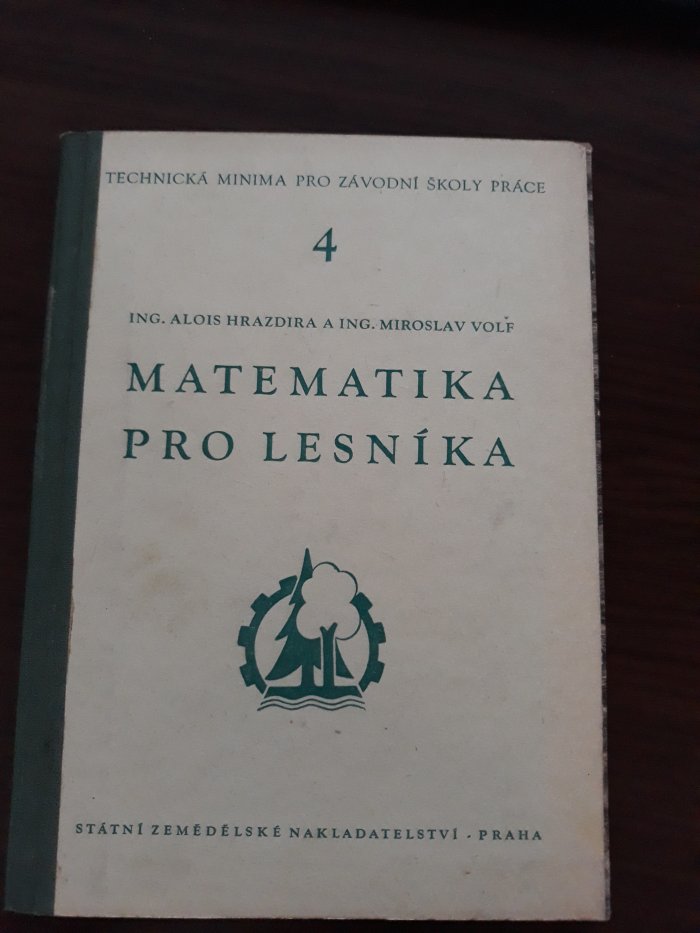 TECHNICKÁ MINIMA PRO ZÁVODNÍ ŠKOLY PRÁCE
4
ING. ALOIS HRAZDIRA A ING. MIROSLAV VOLF
MATEMATIKA
PRO LESNÍKA
STÁTNÍ ZEMĚDĚLSKÉ NAKLADATELSTVÍ - PRAHA